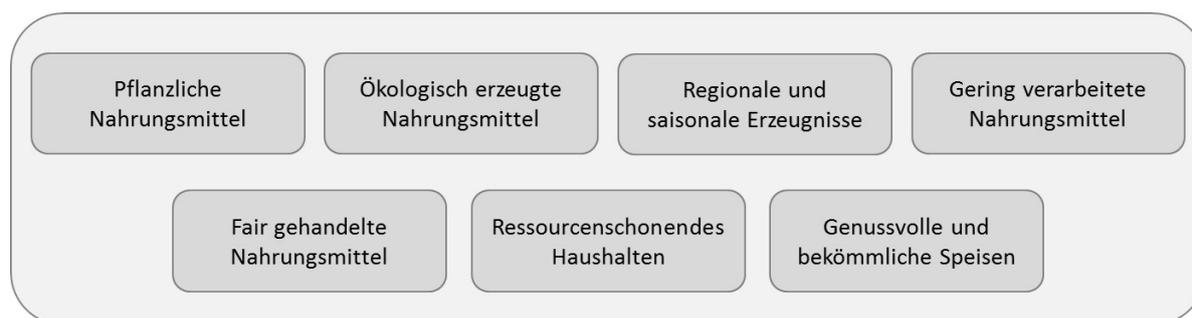 Pflanzliche
Nahrungsmittel
Ökologisch erzeugte
Nahrungsmittel
Regionale und
saisonale Erzeugnisse
Gering verarbeitete
Nahrungsmittel
Fair gehandelte
Nahrungsmittel
Ressourcenschonendes
Haushalten
Genussvolle und
bekömmliche Speisen